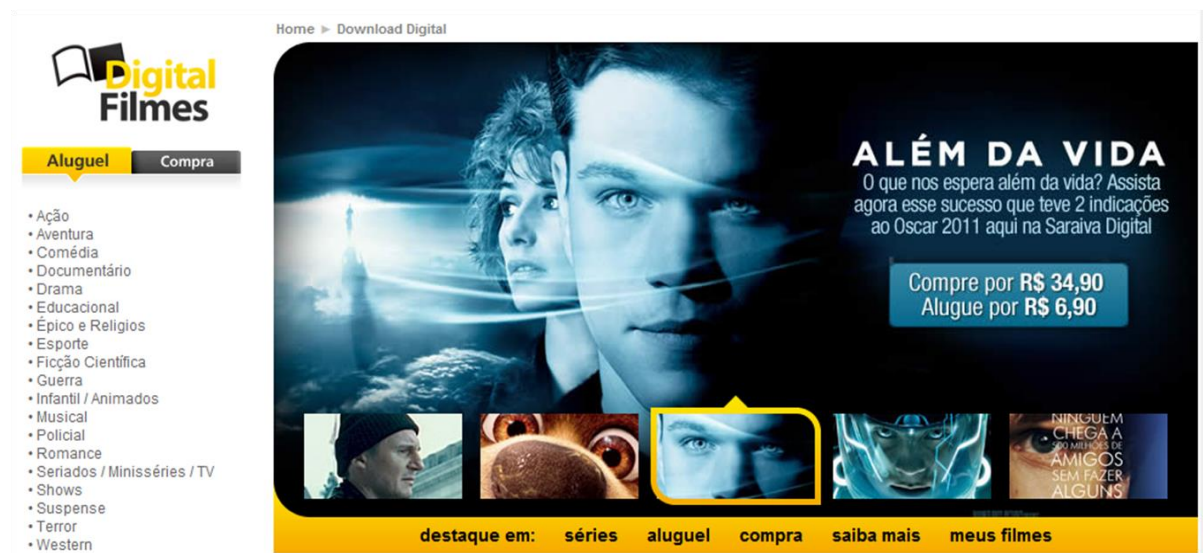 Home ► Download Digital
Digital
Filmes
Aluguel
Compra
• Ação
• Aventura
• Comédia
• Documentário
• Drama
• Educacional
• Épico e Religios
• Esporte
• Ficção Científica
• Guerra
• Infantil / Animados
• Musical
• Policial
• Romance
• Seriados / Minisséries / TV
• Shows
• Suspense
• Terror
• Western
ALÉM DA VIDA
O que nos espera além da vida? Assista
agora esse sucesso que teve 2 indicações
ao Oscar 2011 aqui na Saraiva Digital
Compre por R$ 34,90
Alugue por R$ 6,90
NINGUÉM
CHEGA A
500 MILHÕES DE
AMIGOS
SEM FAZER
ALGUNS
destaque em: séries aluguel compra saiba mais meus filmes